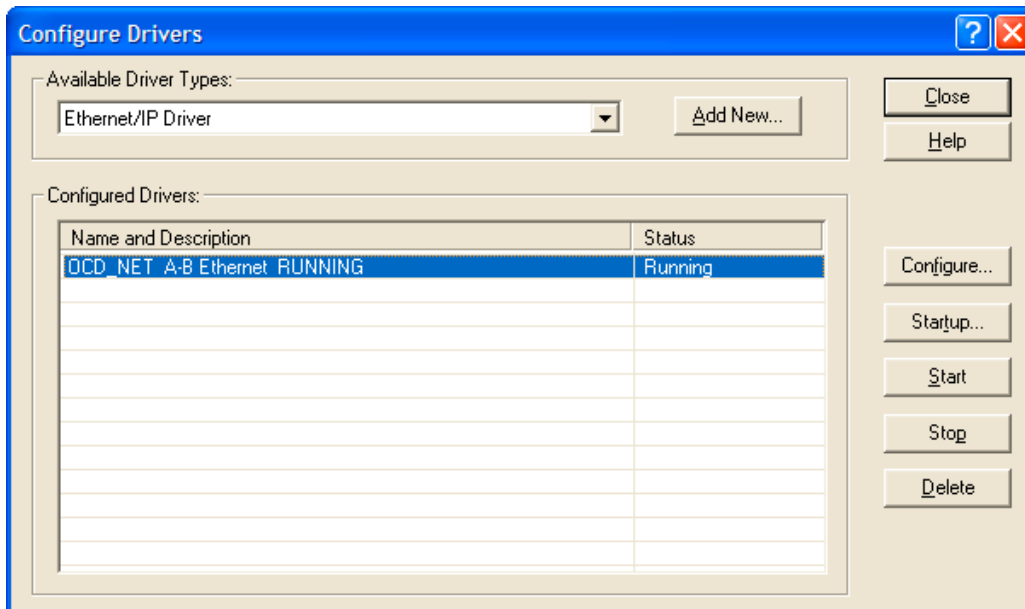 Configure Drivers
Available Driver Types:
Ethernet/IP Driver
Add New...
Close
Help
Configured Drivers:
Name and Description Status
OCD_NET A-B Ethernet RUNNING Running
Configure...
Startup...
Start
Stop
Delete